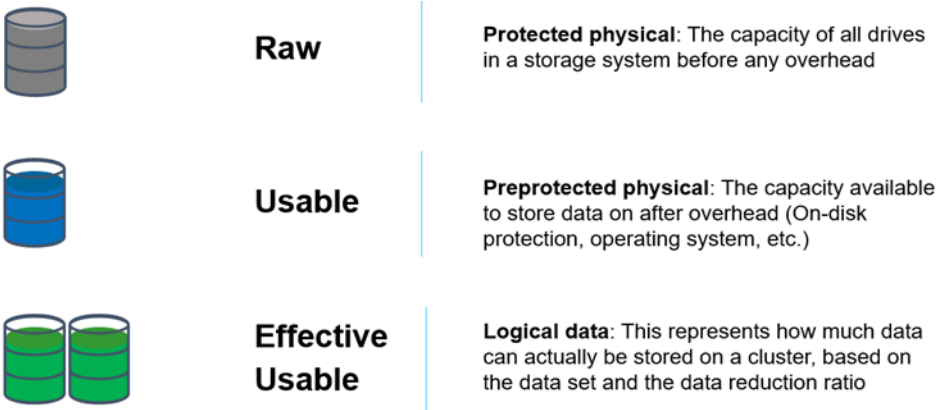 Raw
Protected physical: The capacity of all drives
in a storage system before any overhead
Usable
Preprotected physical: The capacity available
to store data on after overhead (On-disk
protection, operating system, etc.)
Effective
Usable
Logical data: This represents how much data
can actually be stored on a cluster, based on
the data set and the data reduction ratio